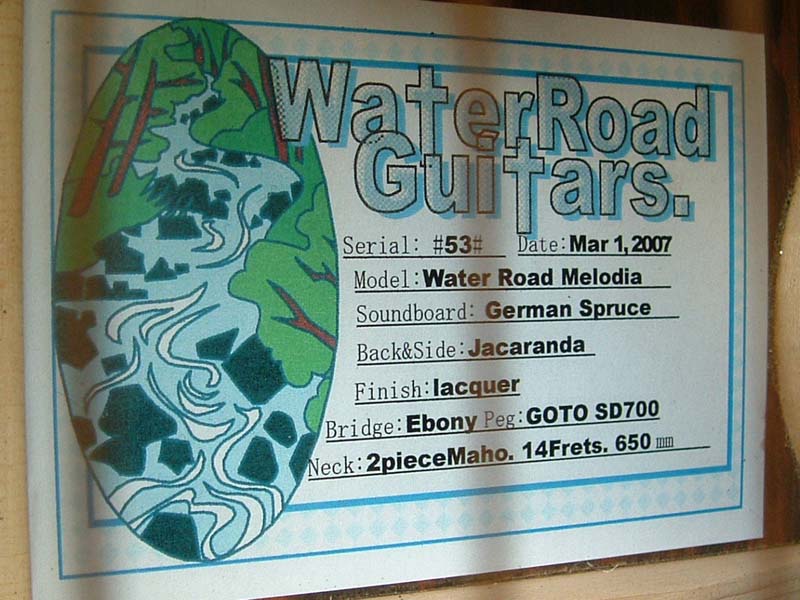 WaterRoad
Guitars.
Serial: #53# Date: Mar 1, 2007
Model: Water Road Melodia
Soundboard: German Spruce
Back&Side: Jacaranda
Finish: lacquer
Bridge: Ebony Peg: GOTO SD700
Neck: 2pieceMaho. 14Frets. 650 mm